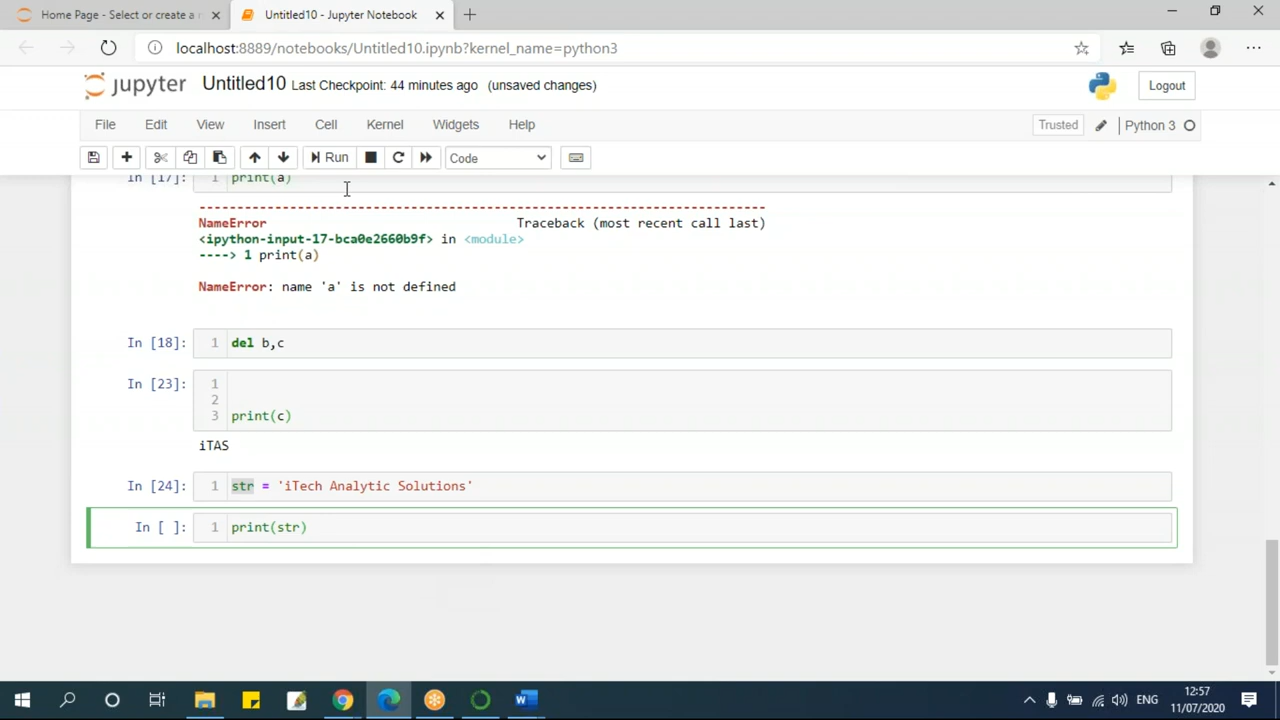 Home Page - Select or create a n
Untitled10 - Jupyter Notebook
localhost:8889/notebooks/Untitled10.ipynb?kernel_name=python3
jupyter Untitled10 Last Checkpoint: 44 minutes ago (unsaved changes) Logout
File Edit View Insert Cell Kernel Widgets Help Trusted Python 3
Run Code
In [17]: 1 print(a)
NameError Traceback (most recent call last)
<ipython-input-17-bca0e2660b9f> in <module>
----> 1 print(a)
NameError: name 'a' is not defined
In [18]: 1 del b,c
In [23]: 1
2
3 print(c)
iTAS
In [24]: 1 str = 'iTech Analytic Solutions'
In [ ]: 1 print(str)
ENG
12:57
11/07/2020